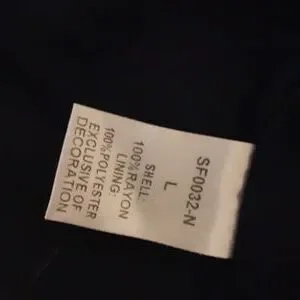 SF0032-N
L
SHELL:
100%RAYON
LINING:
100%POLYESTER
EXCLUSIVE OF
DECORATION